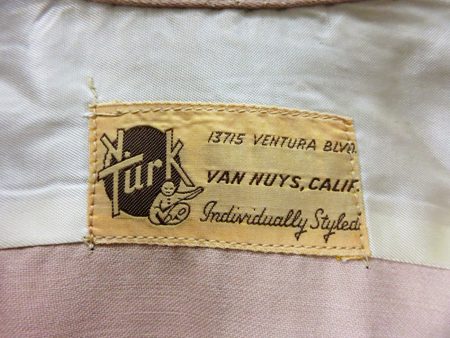 Turk
13715 VENTURA BLVD.
VAN NUYS, CALIF.
Individually Styled